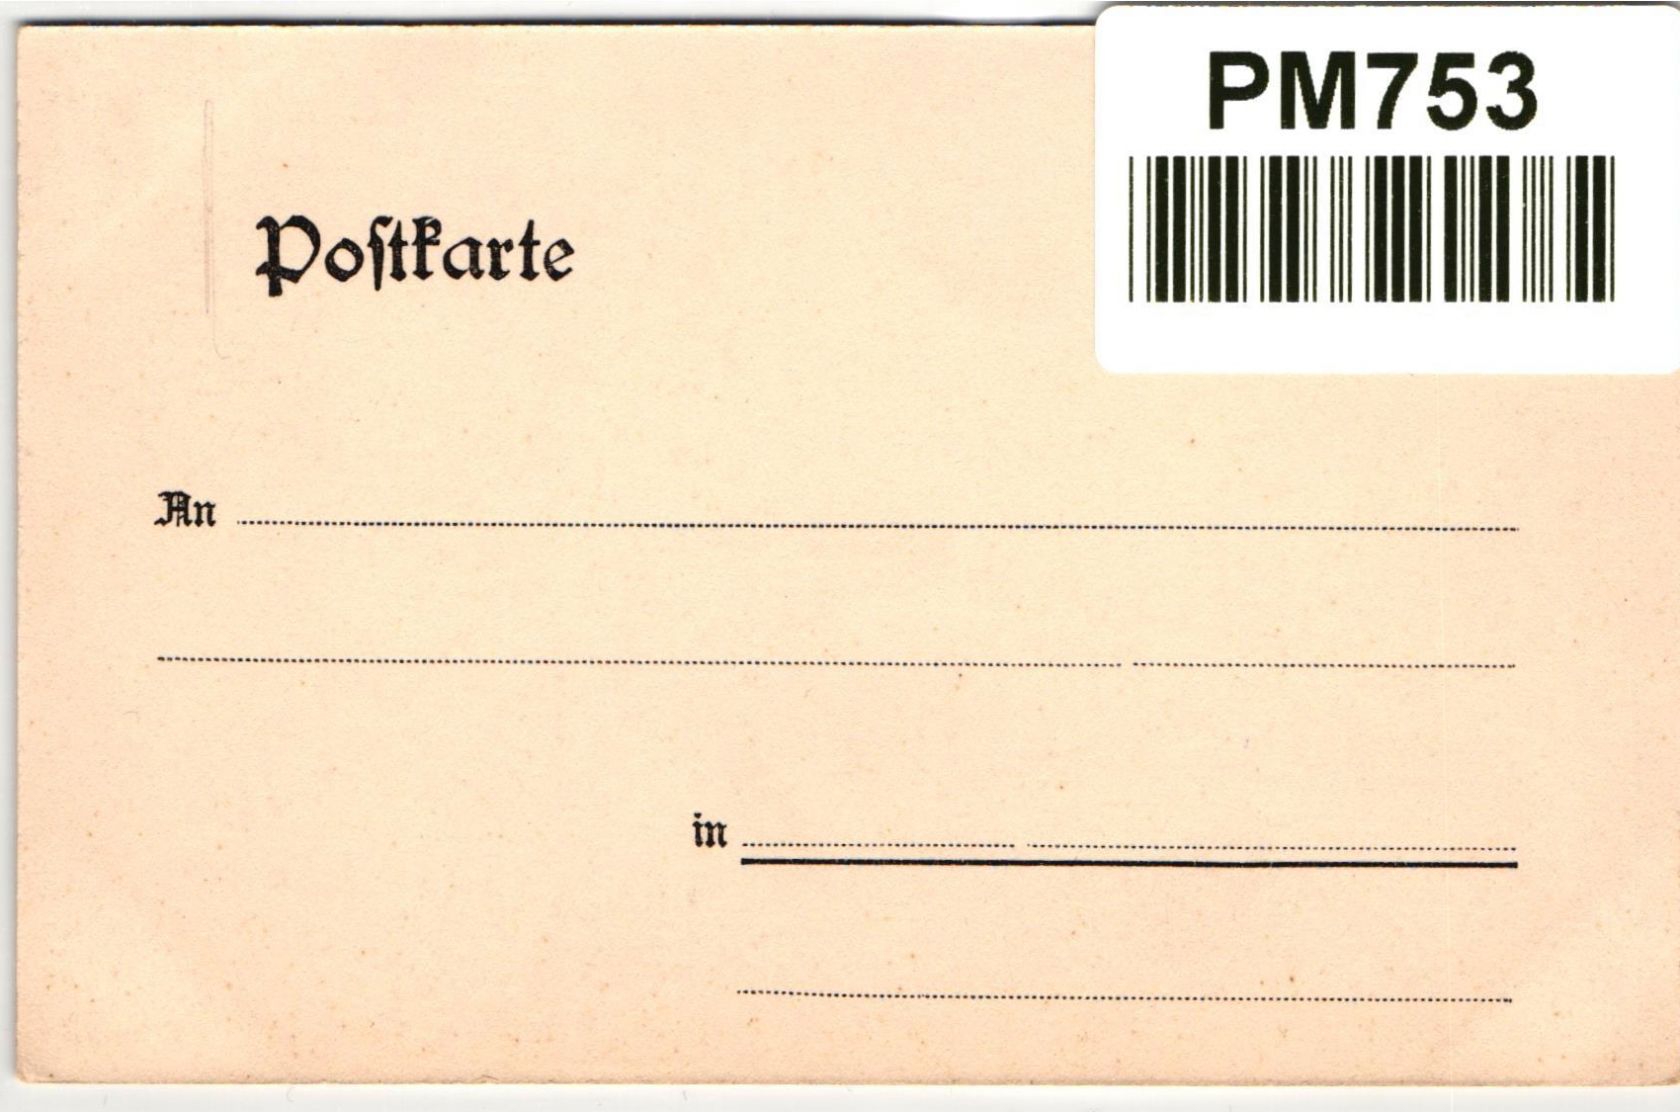 PM753
Poſtkarte
An
in